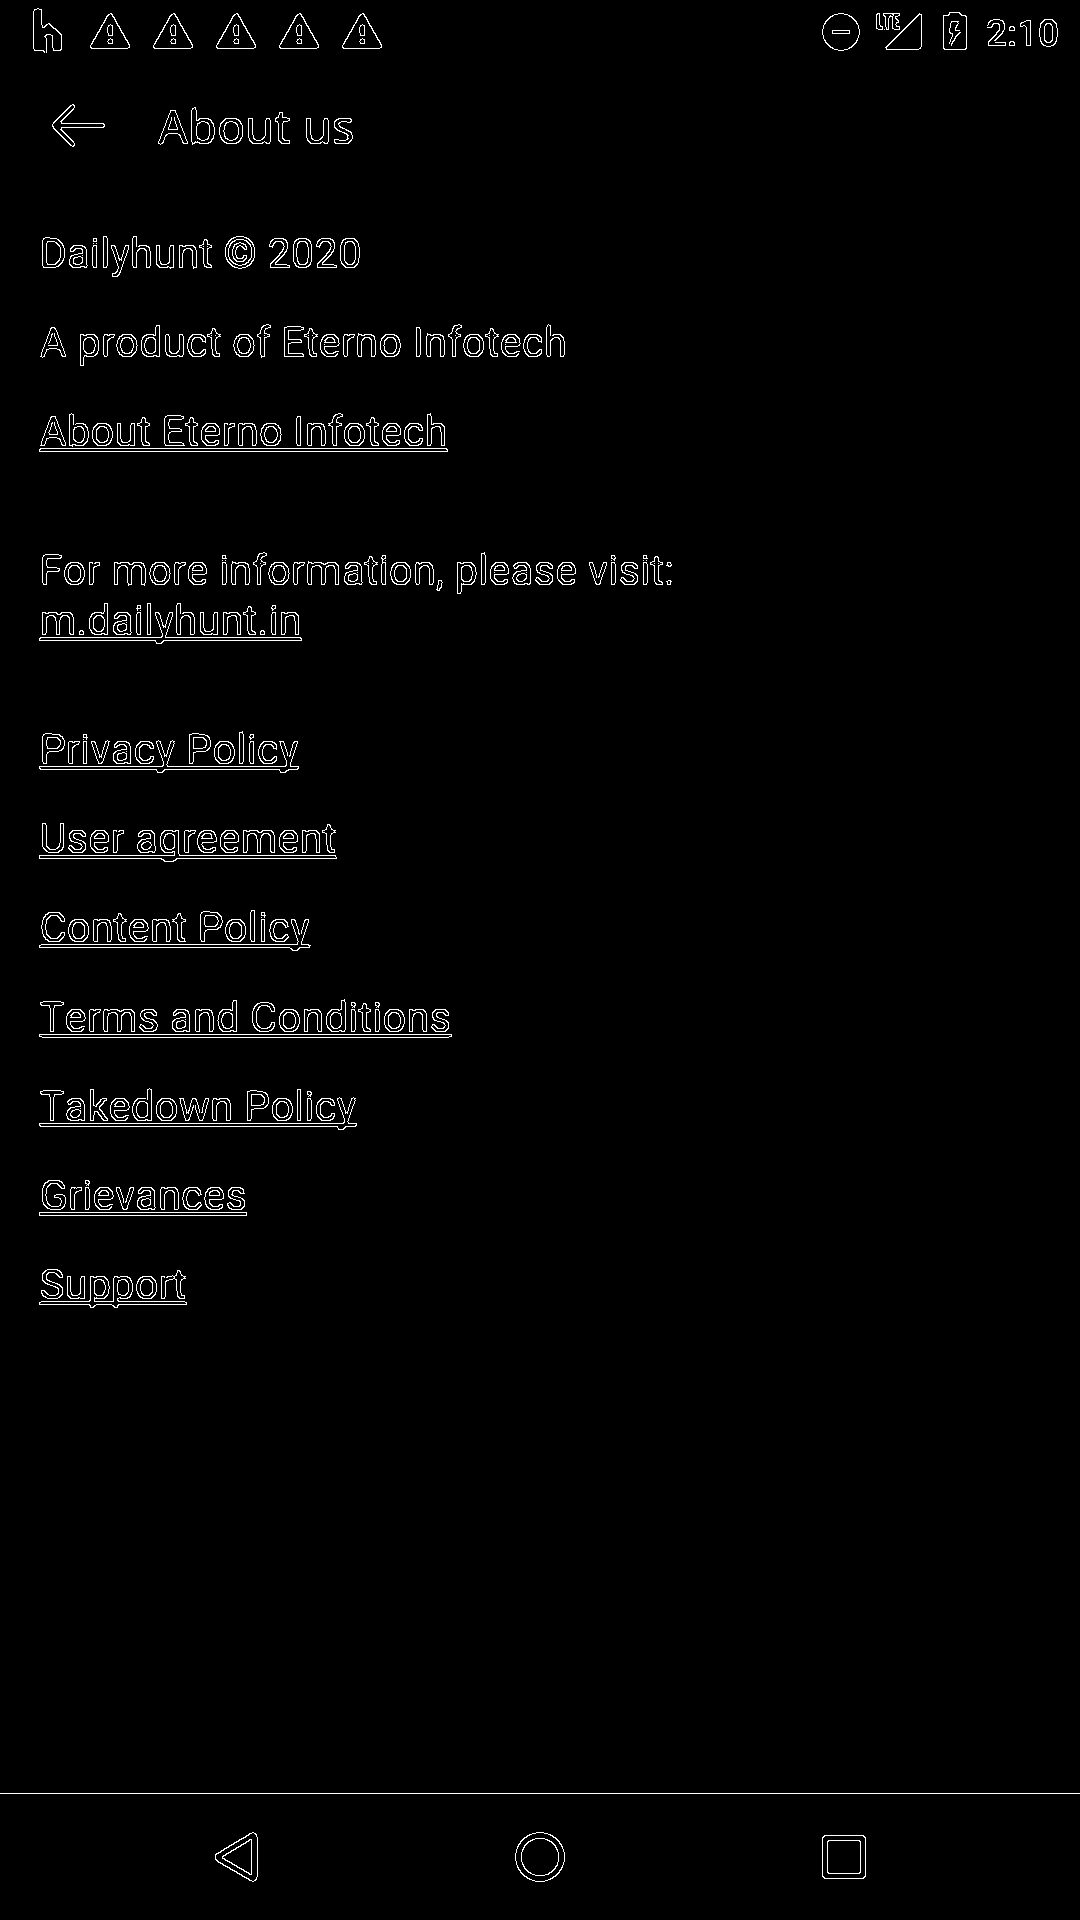 LTE 2:10
About us
Dailyhunt © 2020
A product of Eterno Infotech
About Eterno Infotech
For more information, please visit:
m.dailyhunt.in
Privacy Policy
User agreement
Content Policy
Terms and Conditions
Takedown Policy
Grievances
Support